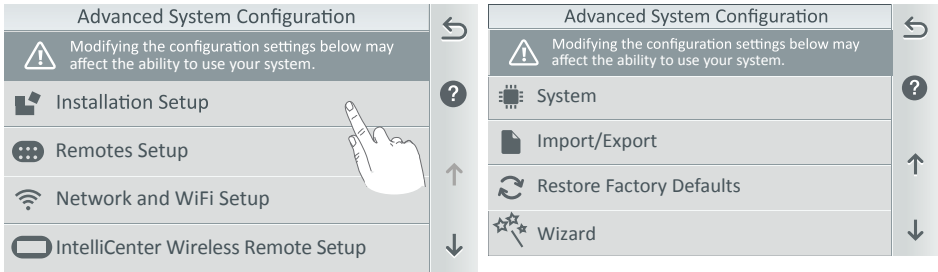 Advanced System Configuration
Modifying the configuration settings below may
affect the ability to use your system.
Installation Setup
Remotes Setup
Network and WiFi Setup
IntelliCenter Wireless Remote Setup
?
Advanced System Configuration
Modifying the configuration settings below may
affect the ability to use your system.
System
Import/Export
Restore Factory Defaults
Wizard
?